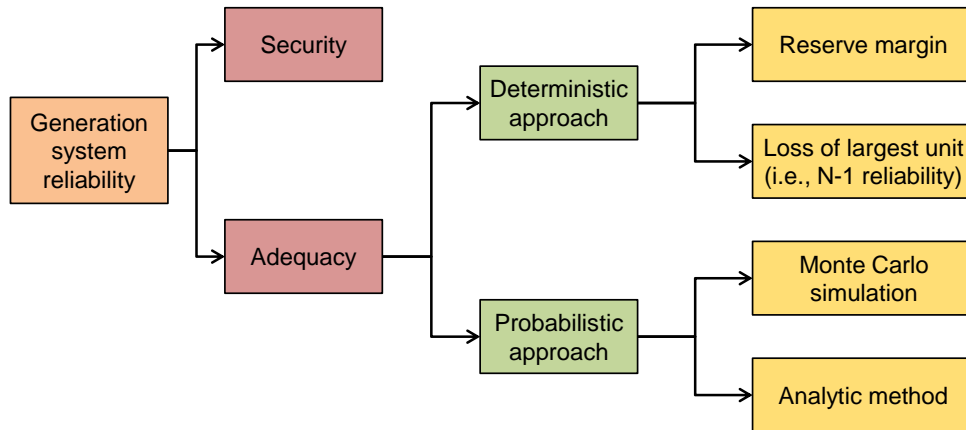 Generation
system
reliability
Security
Adequacy
Deterministic
approach
Probabilistic
approach
Reserve margin
Loss of largest unit
(i.e., N-1 reliability)
Monte Carlo
simulation
Analytic method